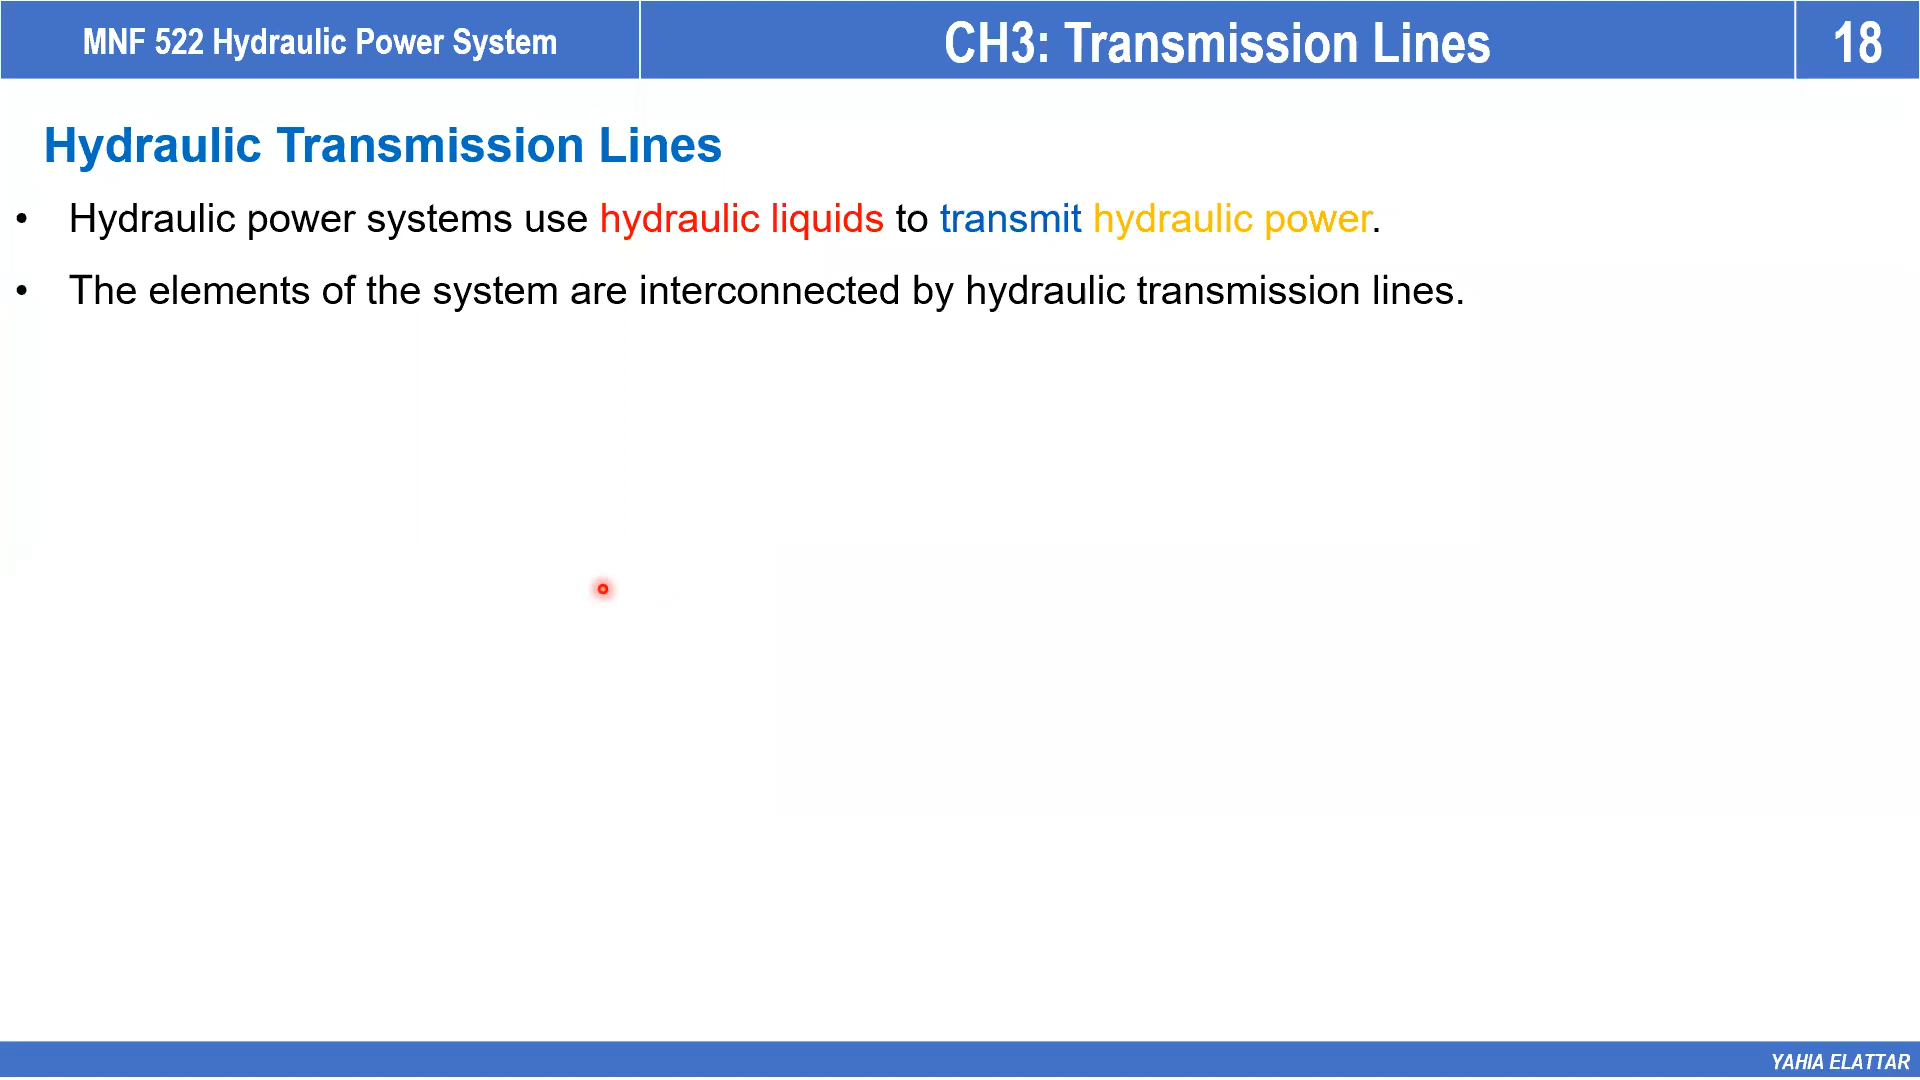 MNF 522 Hydraulic Power System
CH3: Transmission Lines
18
Hydraulic Transmission Lines
• Hydraulic power systems use hydraulic liquids to transmit hydraulic power.
• The elements of the system are interconnected by hydraulic transmission lines.
YAHIA ELATTAR